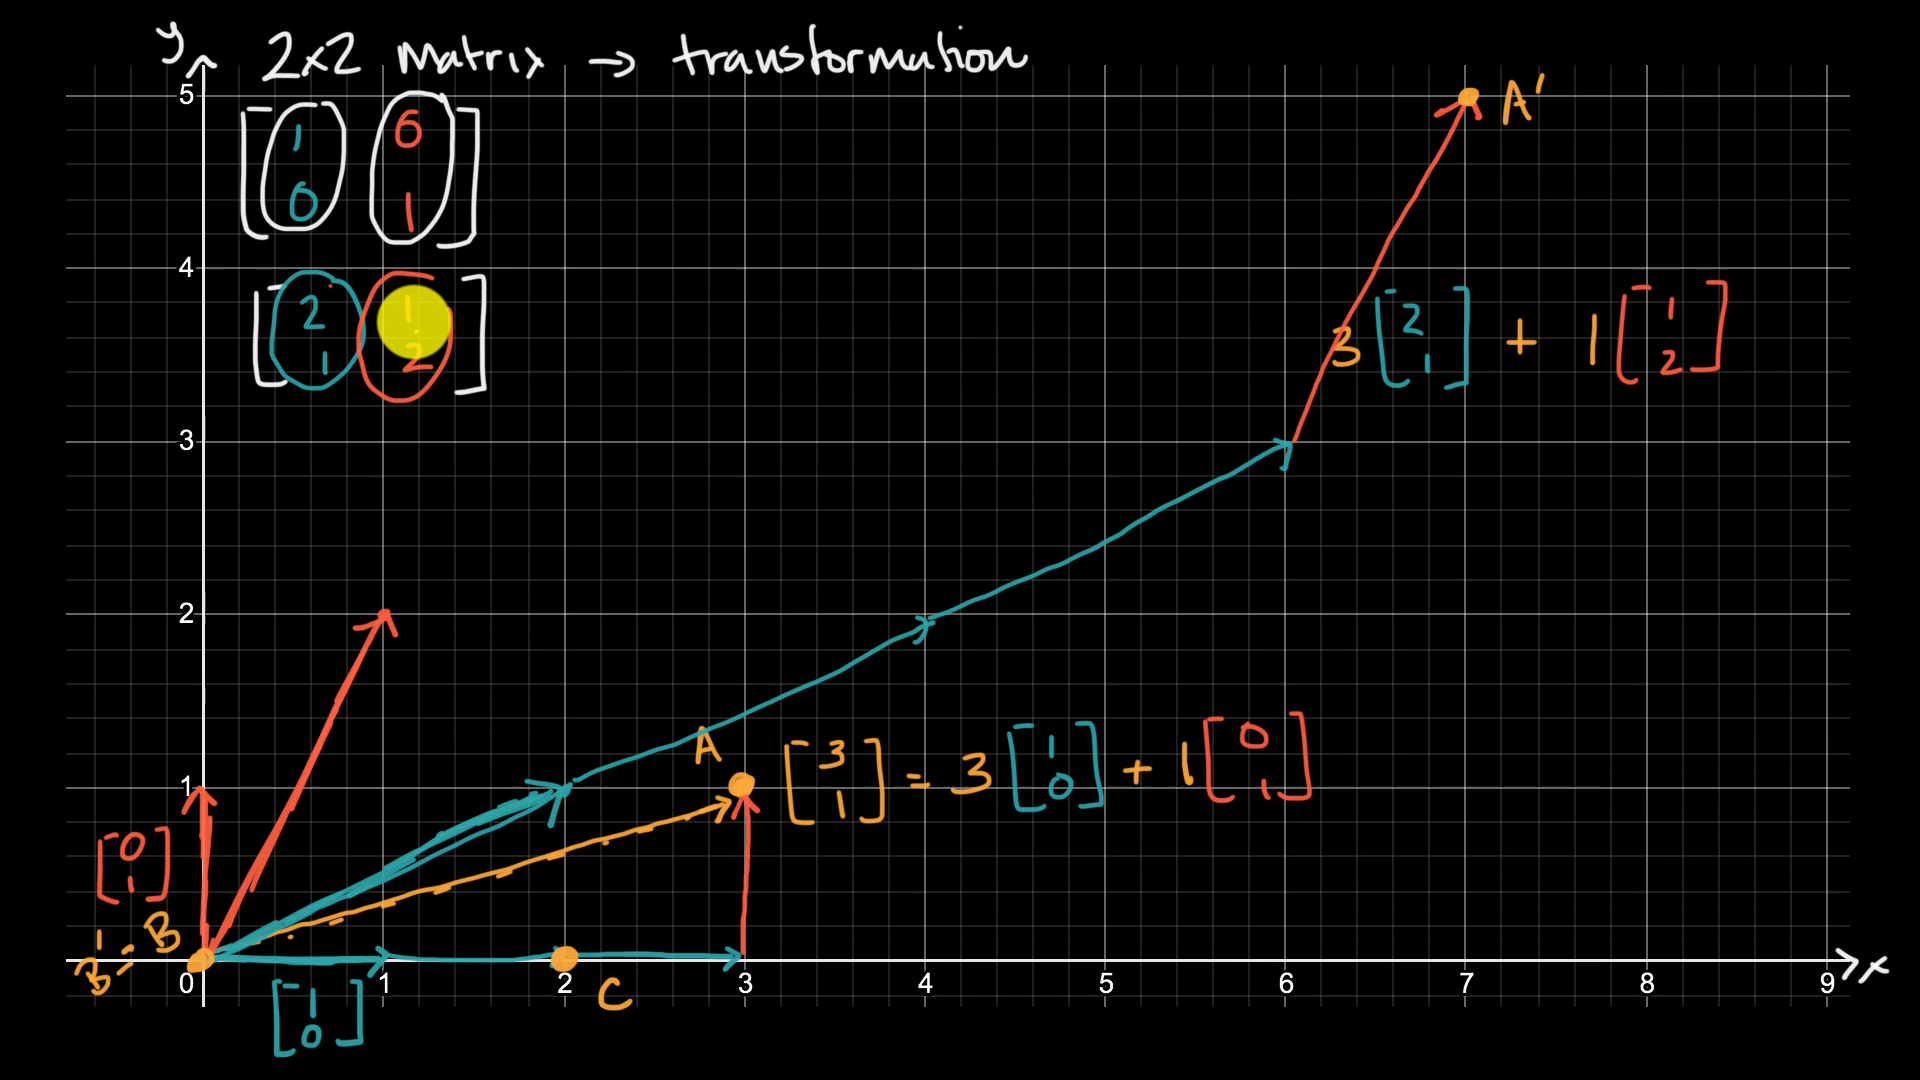 y 2x2 Matrix → transformation
5
A'
[1 0
0 1]
4
[2 1
1 2]
3 [2 1] + 1 [1 2]
3
2
A [3 1] = 3 [1 0] + 1 [0 1]
1
[0 1]
B' = B
0 1 2 3 4 5 6 7 8 9 x
C
[1 0]